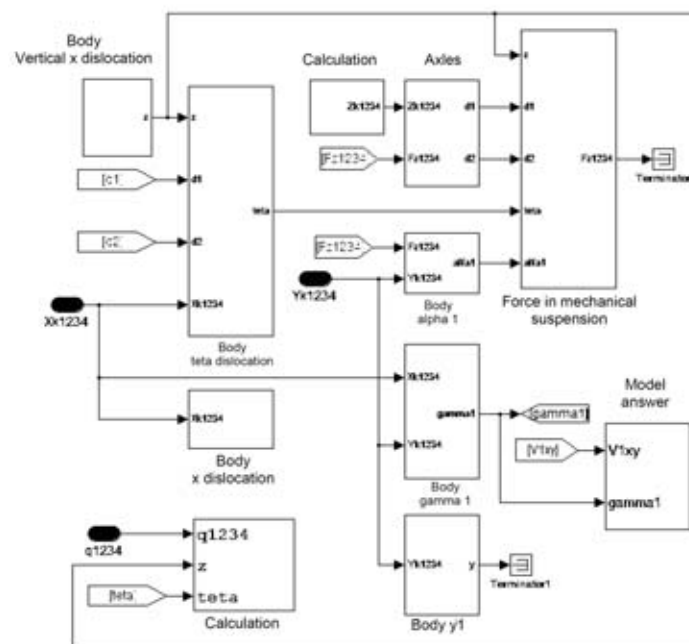 Body
Vertical x dislocation
z
z
[c1]
d1
[c2]
d2
teta
Xk1234
Xk1234
Body
teta dislocation
Xk1234
Body
x dislocation
Calculation
Zk1234
Axles
Zk1234
d1
[Fz1234]
Fz1234
d2
z
d1
d2
Fz1234
teta
alfa1
Terminator
Force in mechanical
suspension
[Fz1234]
Fz1234
alfa1
Yk1234
Yk1234
Body
alpha 1
Xk1234
gamma1
[gamma1]
Yk1234
Body
gamma 1
Model
answer
[V1xy]
V1xy
gamma1
q1234
q1234
z
[teta]
teta
Calculation
Yk1234
y
Terminator1
Body y1